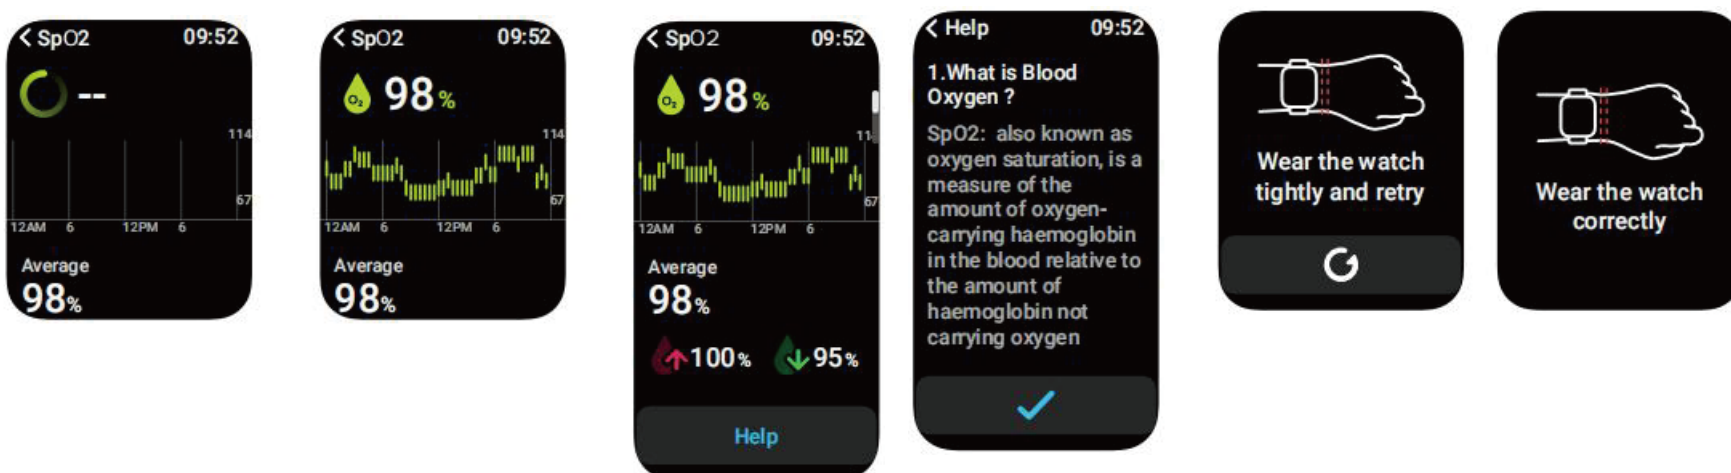 SpO2 09:52
--
114
67
12AM 6 12PM 6
Average
98%
SpO2 09:52
O2 98%
114
67
12AM 6 12PM 6
Average
98%
SpO2 09:52
O2 98%
11
67
12AM 6 12PM 6
Average
98%
100% 95%
Help
Help 09:52
1.What is Blood
Oxygen ?
SpO2: also known as
oxygen saturation, is a
measure of the
amount of oxygen-
carrying haemoglobin
in the blood relative to
the amount of
haemoglobin not
carrying oxygen
Wear the watch
tightly and retry
Wear the watch
correctly